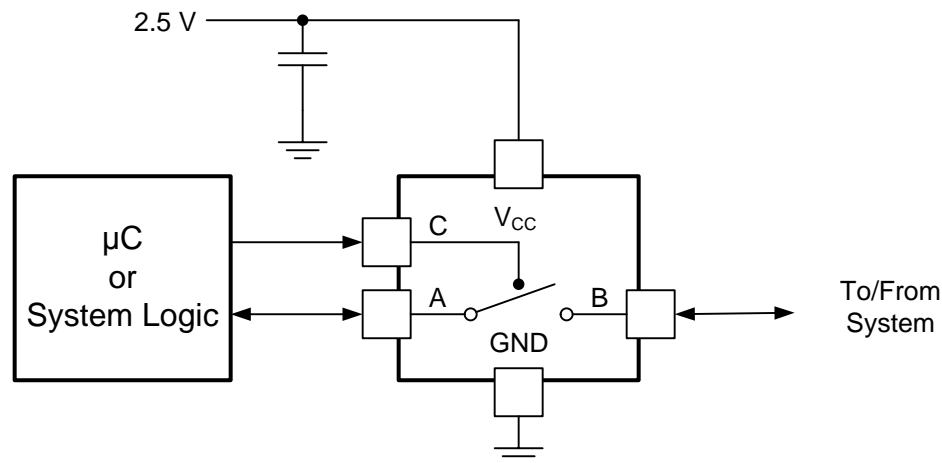 2.5 V
µC
or
System Logic
C
V_CC
A
B
GND
To/From
System